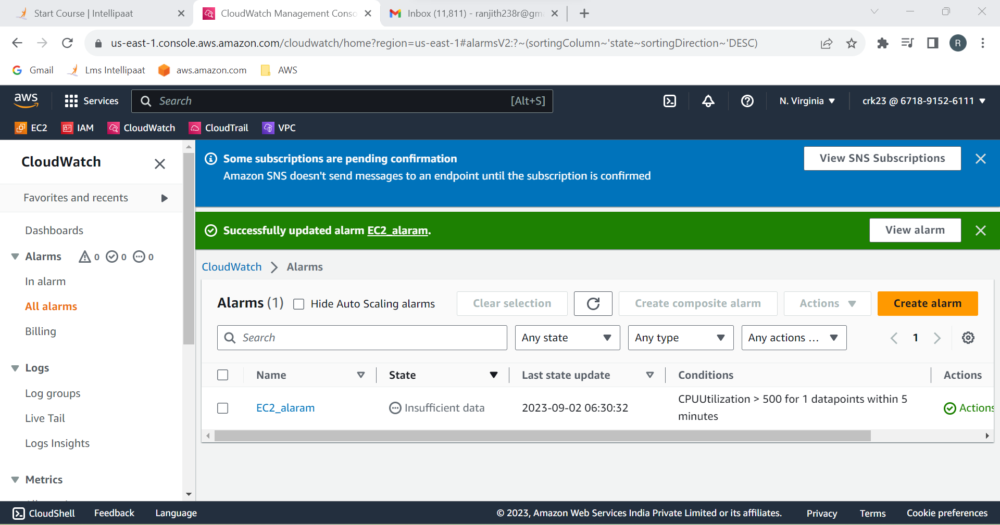 Start Course | Intellipaat
CloudWatch Management Conso
Inbox (11,811) - ranjith238r@gm
us-east-1.console.aws.amazon.com/cloudwatch/home?region=us-east-1#alarmsV2:?~(sortingColumn~'state~sortingDirection~'DESC)
R
Gmail
Lms Intellipaat
aws.amazon.com
AWS
aws
Services
Search
[Alt+S]
N. Virginia
crk23 @ 6718-9152-6111
EC2
IAM
CloudWatch
CloudTrail
VPC
CloudWatch
Favorites and recents
Dashboards
Alarms 0 0 0
In alarm
All alarms
Billing
Logs
Log groups
Live Tail
Logs Insights
Metrics
Some subscriptions are pending confirmation
Amazon SNS doesn't send messages to an endpoint until the subscription is confirmed
View SNS Subscriptions
Successfully updated alarm EC2_alaram.
View alarm
CloudWatch > Alarms
Alarms (1)
Hide Auto Scaling alarms
Clear selection
Create composite alarm
Actions
Create alarm
Search
Any state
Any type
Any actions ...
1
Name
State
Last state update
Conditions
Actions
EC2_alaram
Insufficient data
2023-09-02 06:30:32
CPUUtilization > 500 for 1 datapoints within 5
minutes
Actions
CloudShell
Feedback
Language
© 2023, Amazon Web Services India Private Limited or its affiliates.
Privacy
Terms
Cookie preferences